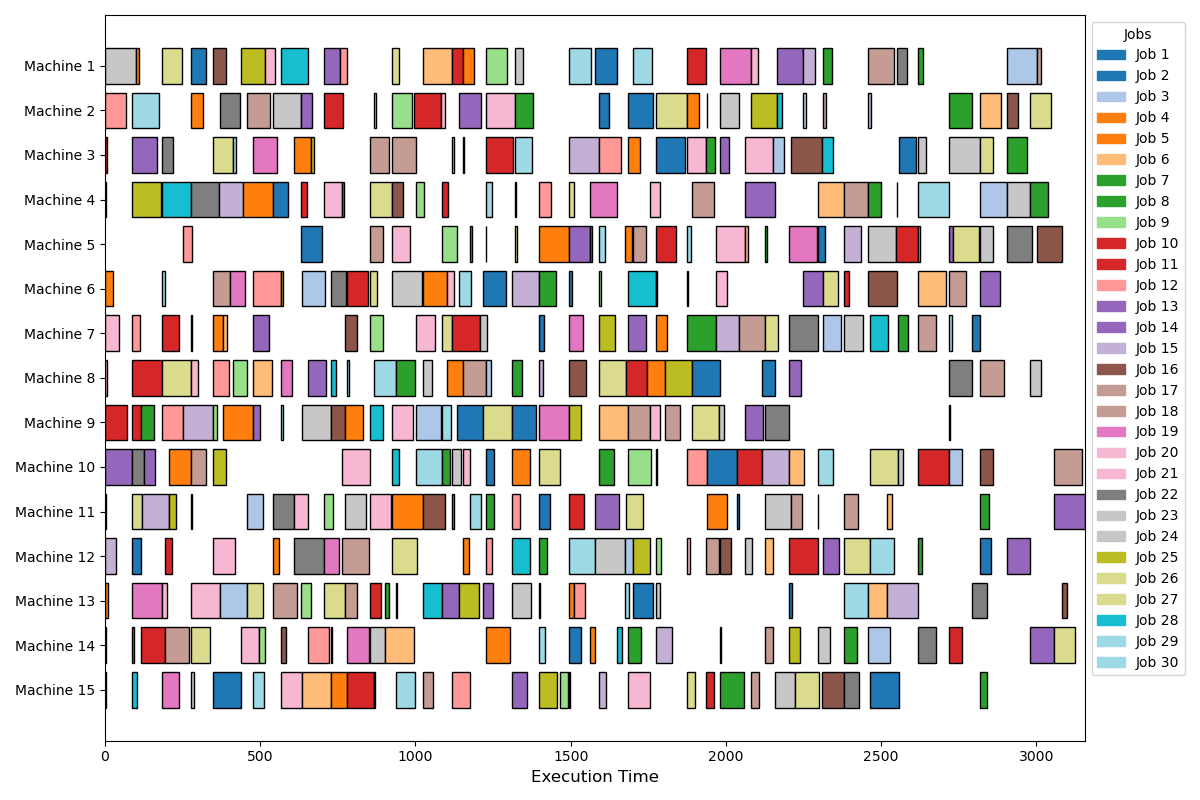 Machine 1
Machine 2
Machine 3
Machine 4
Machine 5
Machine 6
Machine 7
Machine 8
Machine 9
Machine 10
Machine 11
Machine 12
Machine 13
Machine 14
Machine 15
0 500 1000 1500 2000 2500 3000
Execution Time
Jobs
Job 1
Job 2
Job 3
Job 4
Job 5
Job 6
Job 7
Job 8
Job 9
Job 10
Job 11
Job 12
Job 13
Job 14
Job 15
Job 16
Job 17
Job 18
Job 19
Job 20
Job 21
Job 22
Job 23
Job 24
Job 25
Job 26
Job 27
Job 28
Job 29
Job 30